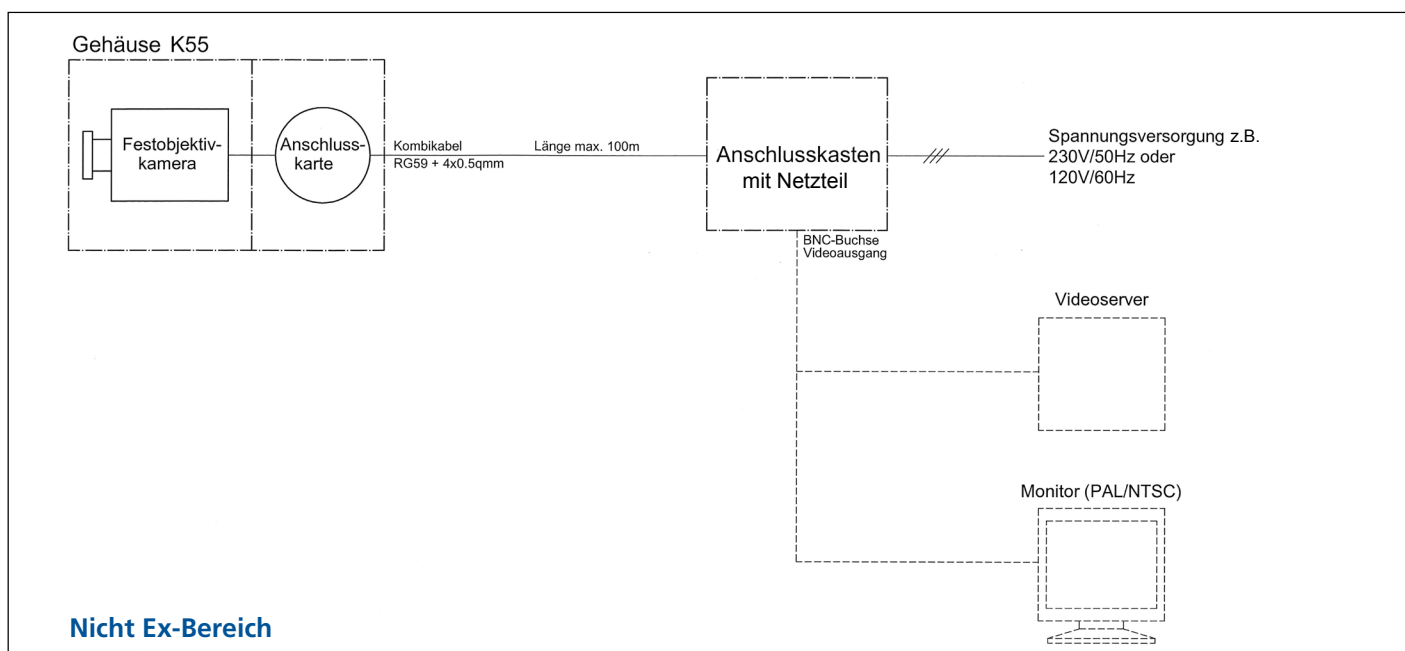 Gehäuse K55
Festobjektiv-
kamera
Anschluss-
karte
Kombikabel
RG59 + 4x0.5qmm
Länge max. 100m
Anschlusskasten
mit Netzteil
Spannungsversorgung z.B.
230V/50Hz oder
120V/60Hz
BNC-Buchse
Videoausgang
Videoserver
Monitor (PAL/NTSC)
Nicht Ex-Bereich